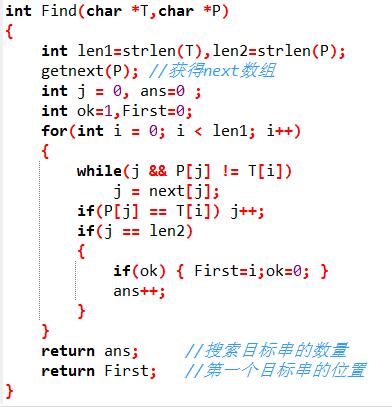 int Find(char *T,char *P)
{
    int len1=strlen(T),len2=strlen(P);
    getnext(P); //获得next数组
    int j = 0, ans=0 ;
    int ok=1,First=0;
    for(int i = 0; i < len1; i++)
    {
        while(j && P[j] != T[i])
            j = next[j];
        if(P[j] == T[i]) j++;
        if(j == len2)
        {
            if(ok) { First=i;ok=0; }
            ans++;
        }
    }
    return ans;    //搜索目标串的数量
    return First;  //第一个目标串的位置
}